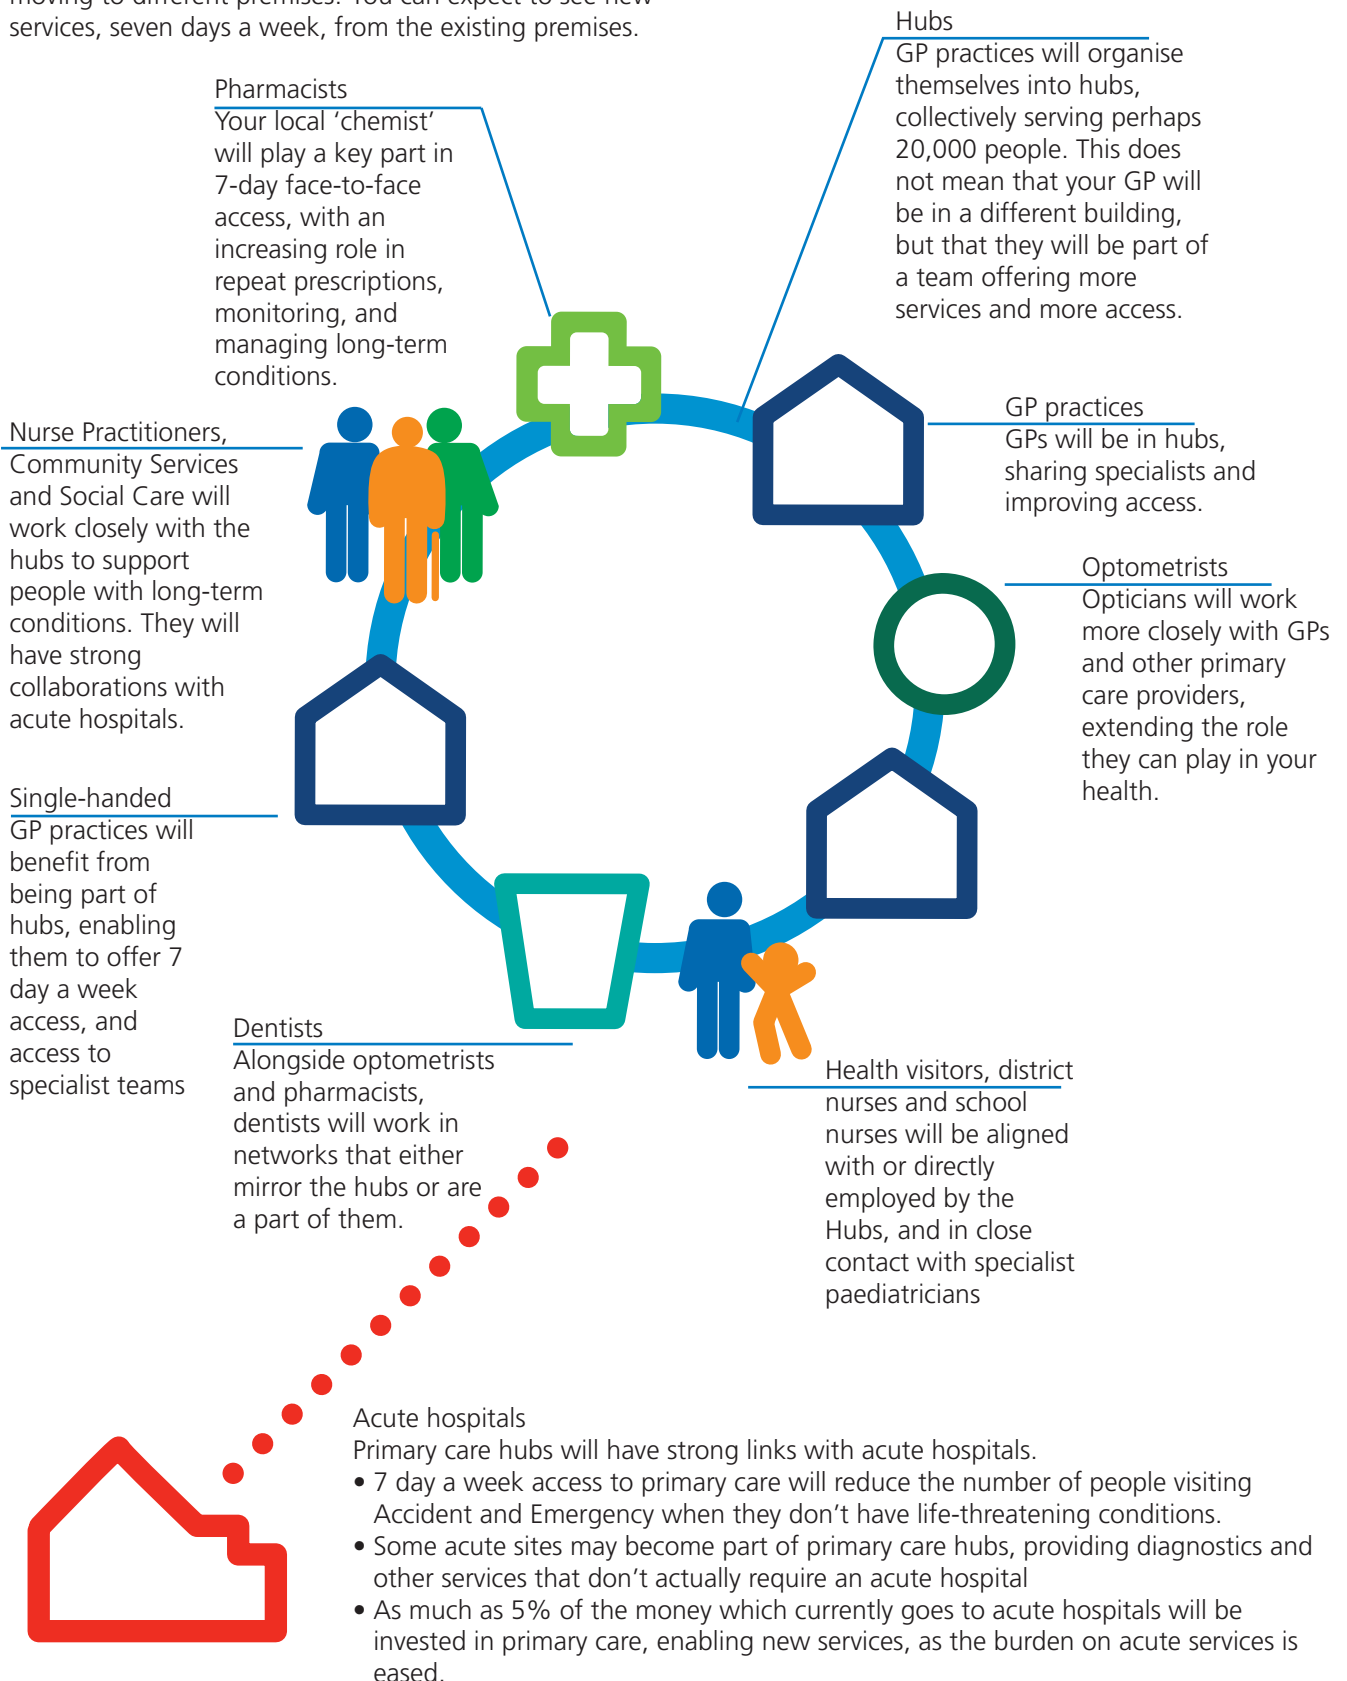 moving to different premises. You can expect to see new
services, seven days a week, from the existing premises.
Hubs
GP practices will organise
themselves into hubs,
collectively serving perhaps
20,000 people. This does
not mean that your GP will
be in a different building,
but that they will be part of
a team offering more
services and more access.
Pharmacists
Your local ‘chemist’
will play a key part in
7-day face-to-face
access, with an
increasing role in
repeat prescriptions,
monitoring, and
managing long-term
conditions.
GP practices
GPs will be in hubs,
sharing specialists and
improving access.
Nurse Practitioners,
Community Services
and Social Care will
work closely with the
hubs to support
people with long-term
conditions. They will
have strong
collaborations with
acute hospitals.
Optometrists
Opticians will work
more closely with GPs
and other primary
care providers,
extending the role
they can play in your
health.
Single-handed
GP practices will
benefit from
being part of
hubs, enabling
them to offer 7
day a week
access, and
access to
specialist teams
Dentists
Alongside optometrists
and pharmacists,
dentists will work in
networks that either
mirror the hubs or are
a part of them.
Health visitors, district
nurses and school
nurses will be aligned
with or directly
employed by the
Hubs, and in close
contact with specialist
paediatricians
Acute hospitals
Primary care hubs will have strong links with acute hospitals.
• 7 day a week access to primary care will reduce the number of people visiting
Accident and Emergency when they don’t have life-threatening conditions.
• Some acute sites may become part of primary care hubs, providing diagnostics and
other services that don’t actually require an acute hospital
• As much as 5% of the money which currently goes to acute hospitals will be
invested in primary care, enabling new services, as the burden on acute services is
eased.